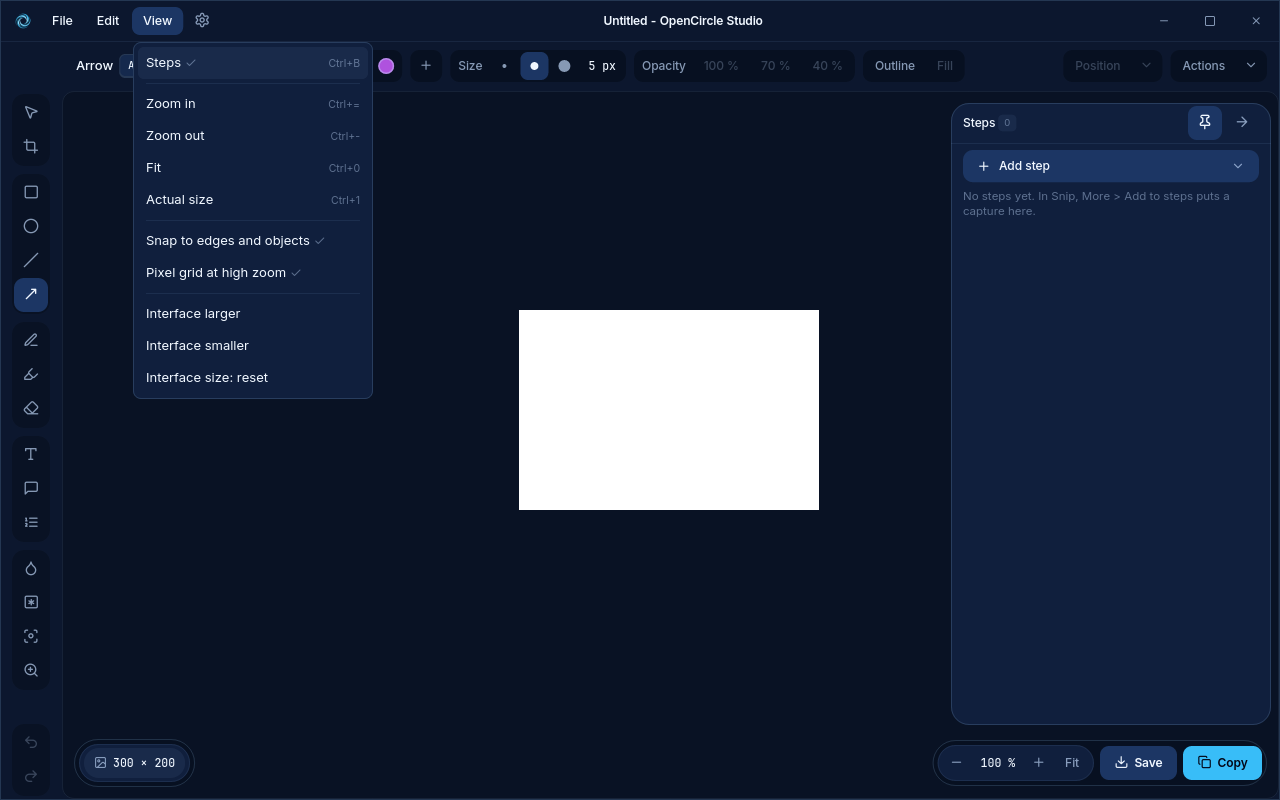 File Edit View Untitled - OpenCircle Studio
Arrow Size 5 px Opacity 100 % 70 % 40 % Outline Fill Position Actions
Steps Ctrl+B
Zoom in Ctrl+=
Zoom out Ctrl+-
Fit Ctrl+0
Actual size Ctrl+1
Snap to edges and objects
Pixel grid at high zoom
Interface larger
Interface smaller
Interface size: reset
Steps 0
Add step
No steps yet. In Snip, More > Add to steps puts a
capture here.
300 × 200
100 % Fit Save Copy